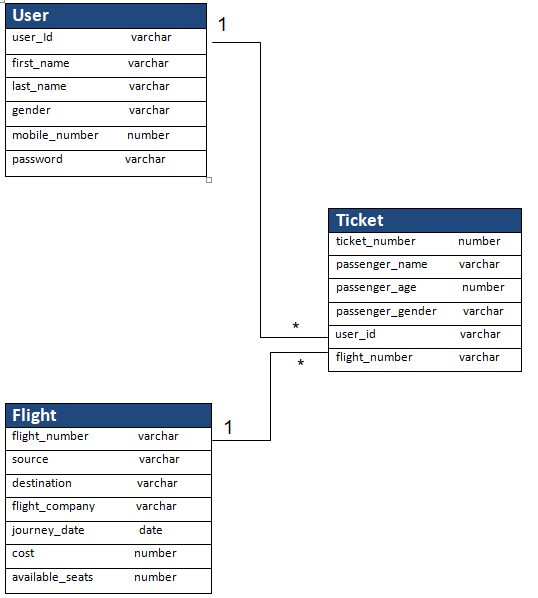 User
1
user_id varchar
first_name varchar
last_name varchar
gender varchar
mobile_number number
password varchar
Ticket
ticket_number number
passenger_name varchar
passenger_age number
passenger_gender varchar
*
user_id varchar
flight_number varchar
*
Flight
1
flight_number varchar
source varchar
destination varchar
flight_company varchar
journey_date date
cost number
available_seats number